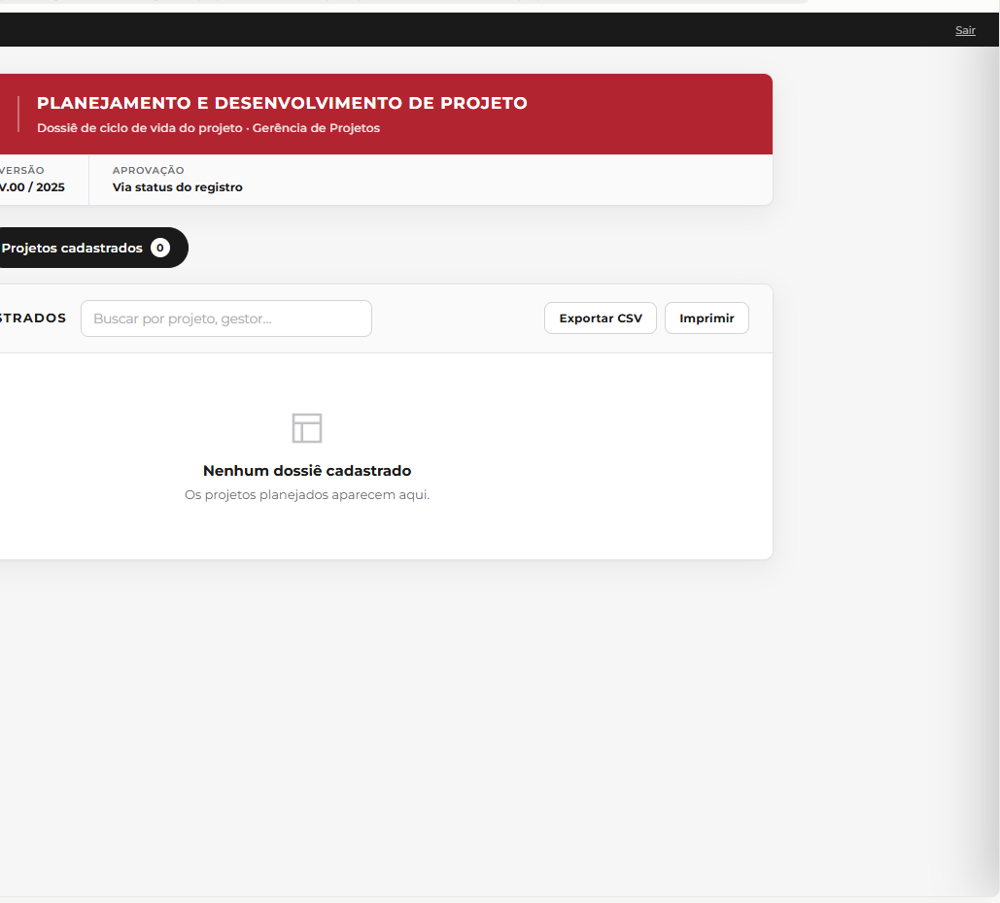 Sair
PLANEJAMENTO E DESENVOLVIMENTO DE PROJETO
Dossiê de ciclo de vida do projeto · Gerência de Projetos
VERSÃO
V.00 / 2025
APROVAÇÃO
Via status do registro
Projetos cadastrados 0
STRADOS
Buscar por projeto, gestor...
Exportar CSV
Imprimir
Nenhum dossiê cadastrado
Os projetos planejados aparecem aqui.